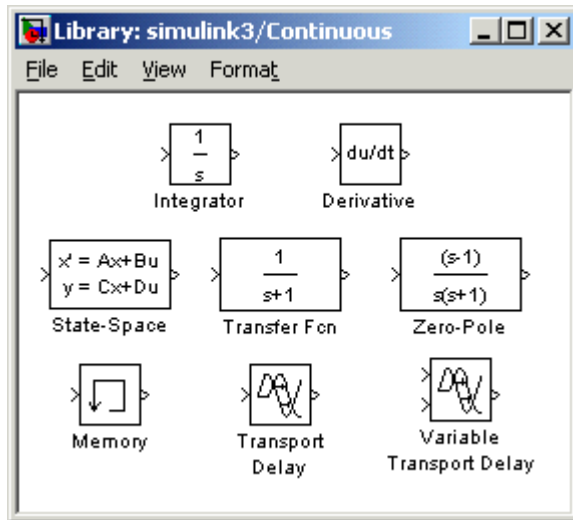 Library: simulink3/Continuous
File Edit View Format
1
s
du/dt
Integrator
Derivative
x' = Ax+Bu
y = Cx+Du
1
s+1
(s-1)
s(s+1)
State-Space
Transfer Fcn
Zero-Pole
Memory
Transport
Delay
Variable
Transport Delay